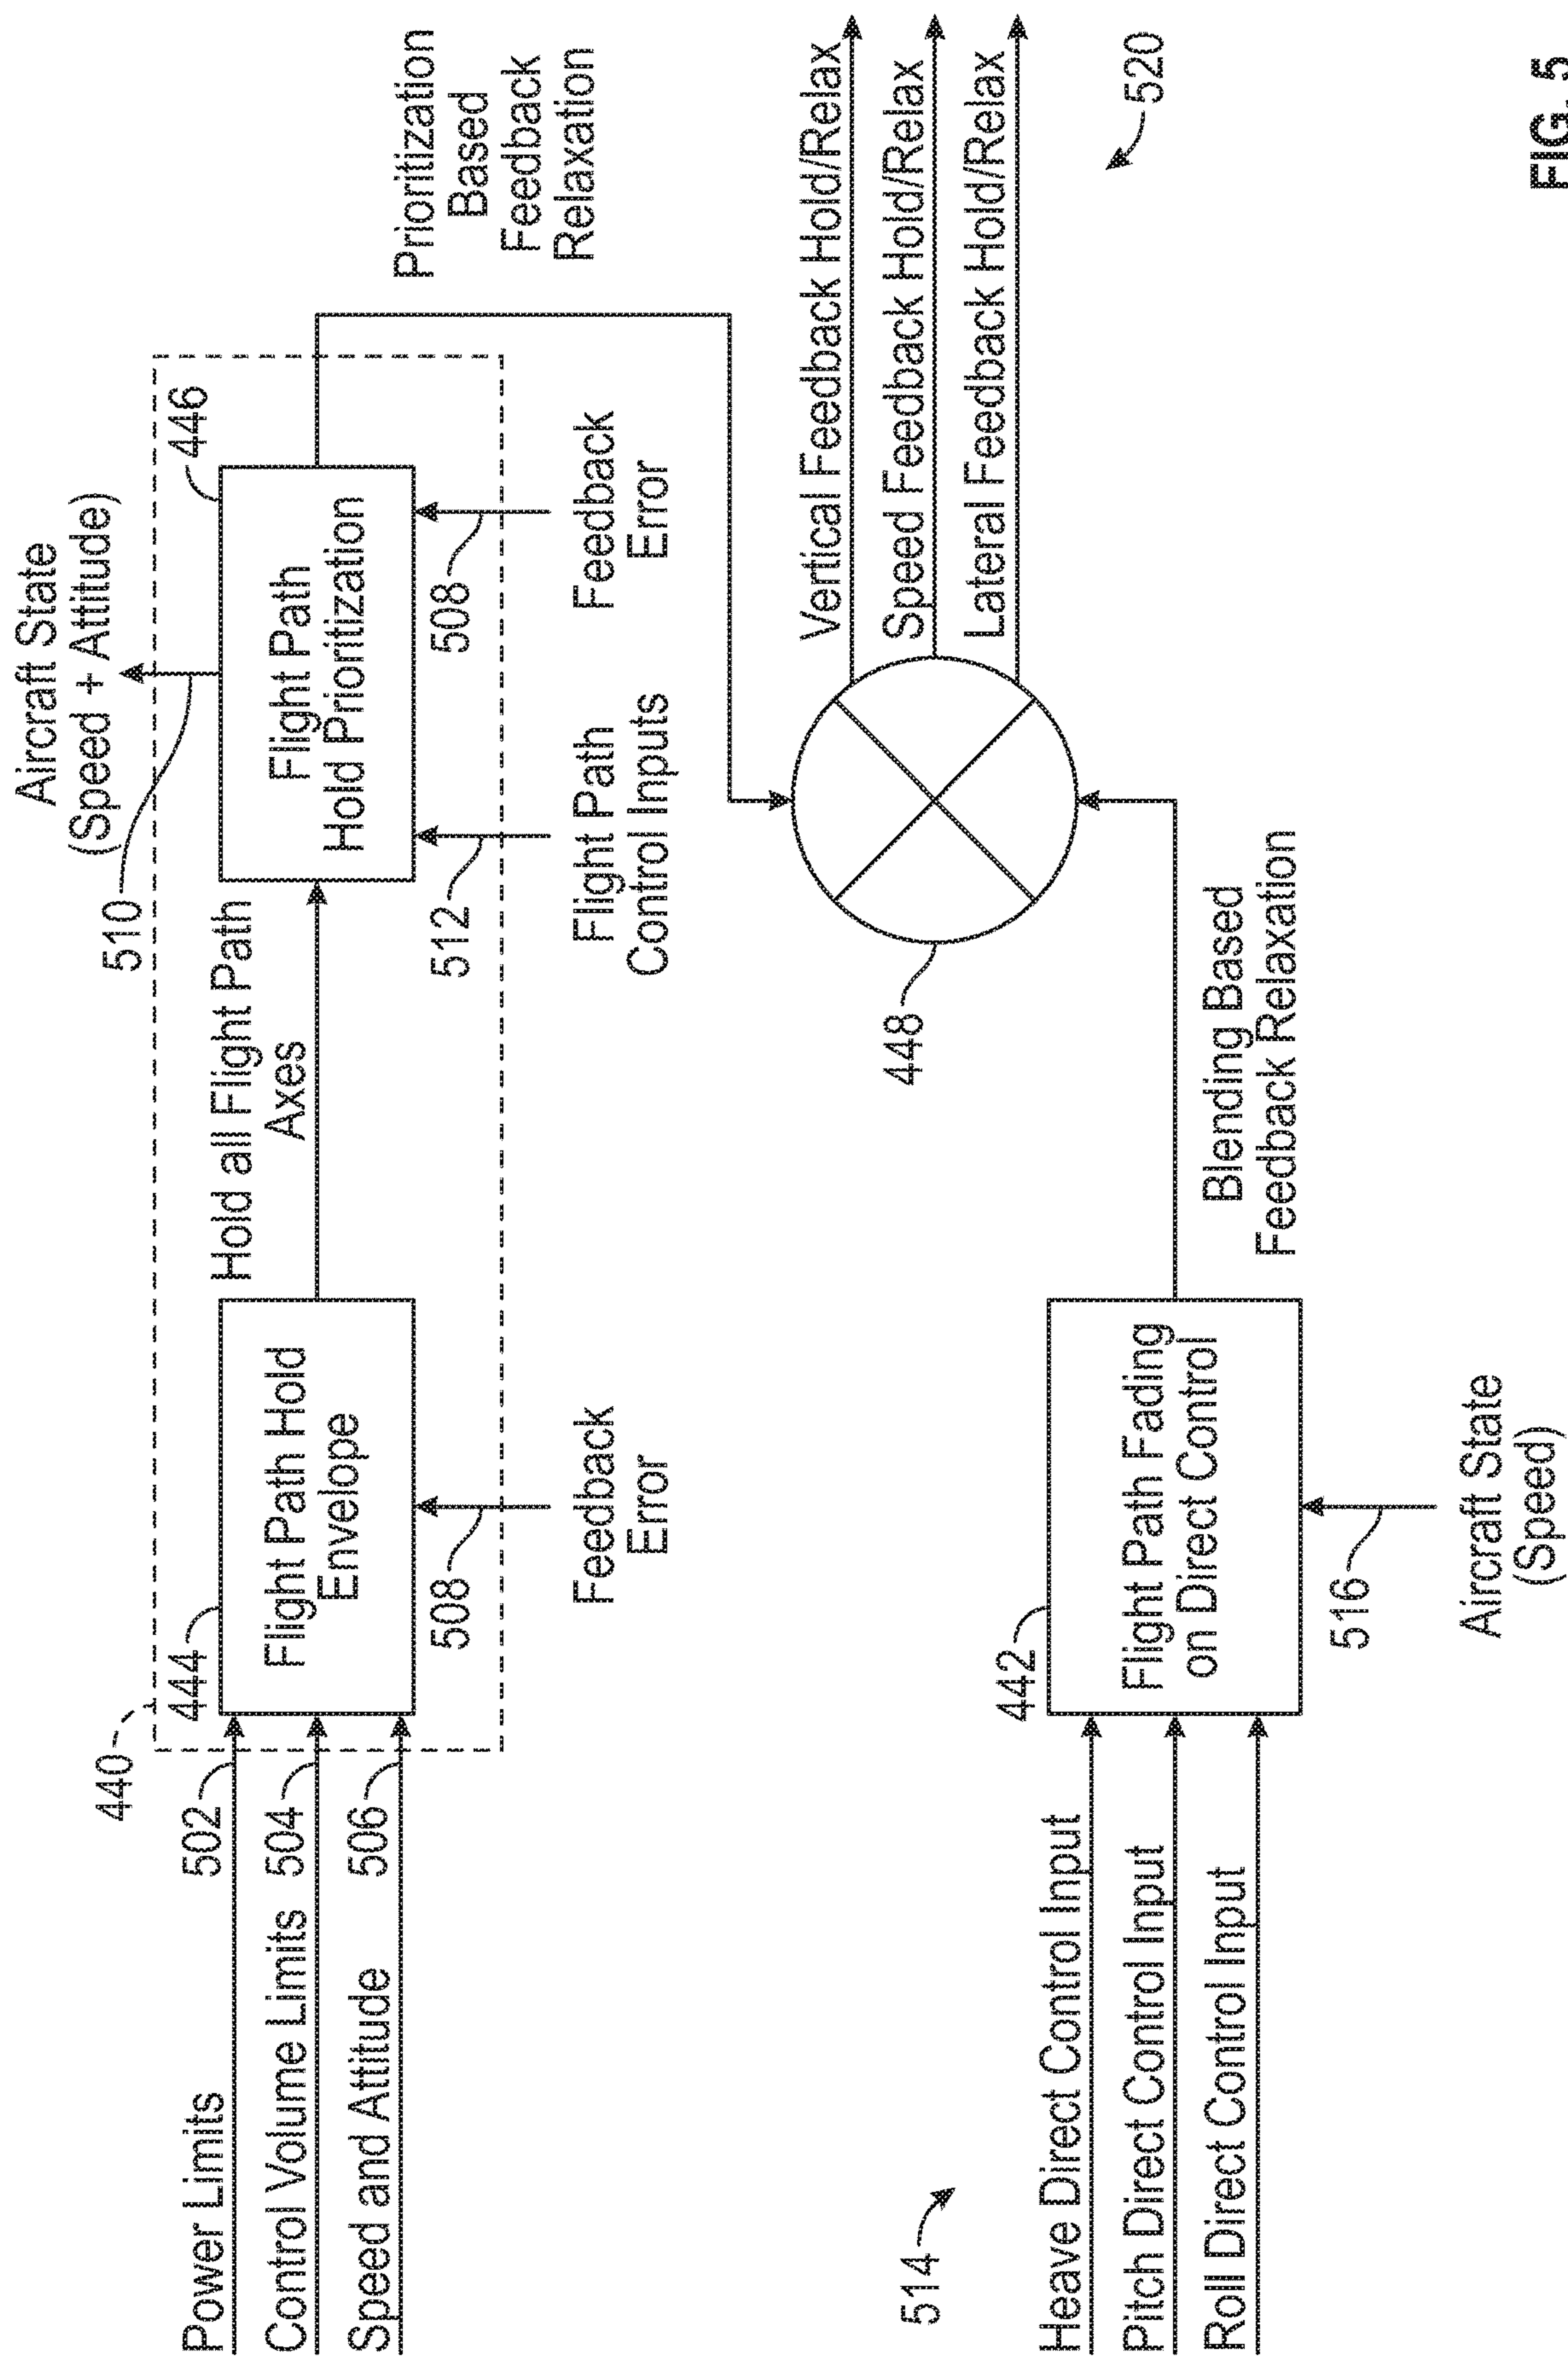 440
Power Limits
502
Control Volume Limits
504
Speed and Attitude
506
444
Flight Path Hold
Envelope
508
Feedback
Error
Hold all Flight Path
Axes
510
Aircraft State
(Speed + Attitude)
446
Flight Path
Hold Prioritization
512
Flight Path
Control Inputs
508
Feedback
Error
Prioritization
Based
Feedback
Relaxation
514
Heave Direct Control Input
Pitch Direct Control Input
Roll Direct Control Input
442
Flight Path Fading
on Direct Control
516
Aircraft State
(Speed)
Blending Based
Feedback Relaxation
448
Vertical Feedback Hold/Relax
Speed Feedback Hold/Relax
Lateral Feedback Hold/Relax
520
FIG. 5